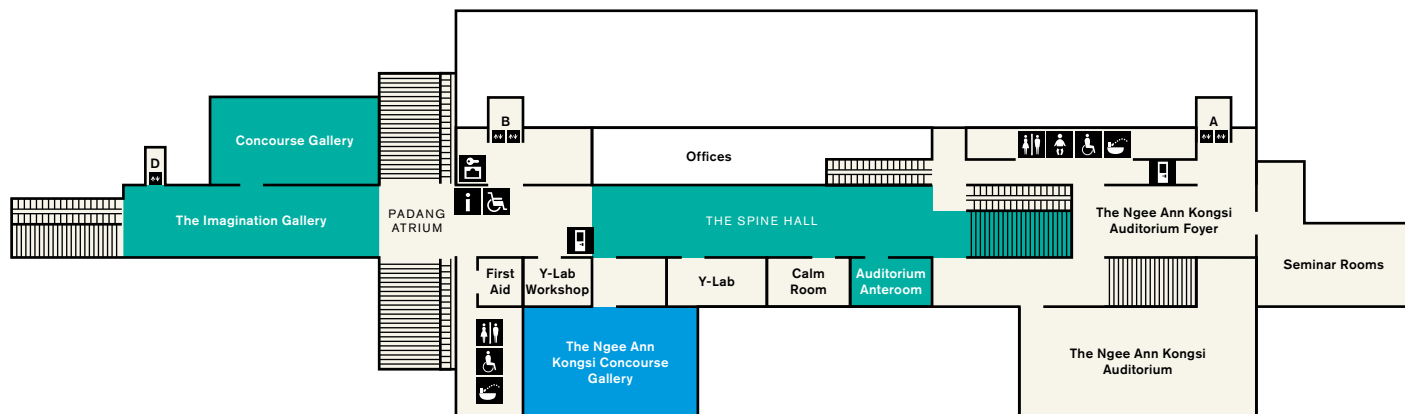 B
A
Concourse Gallery
Offices
D
The Imagination Gallery
PADANG
ATRIUM
i
THE SPINE HALL
The Ngee Ann Kongsi
Auditorium Foyer
Seminar Rooms
First
Aid
Y-Lab
Workshop
Y-Lab
Calm
Room
Auditorium
Anteroom
The Ngee Ann
Kongsi Concourse
Gallery
The Ngee Ann Kongsi
Auditorium